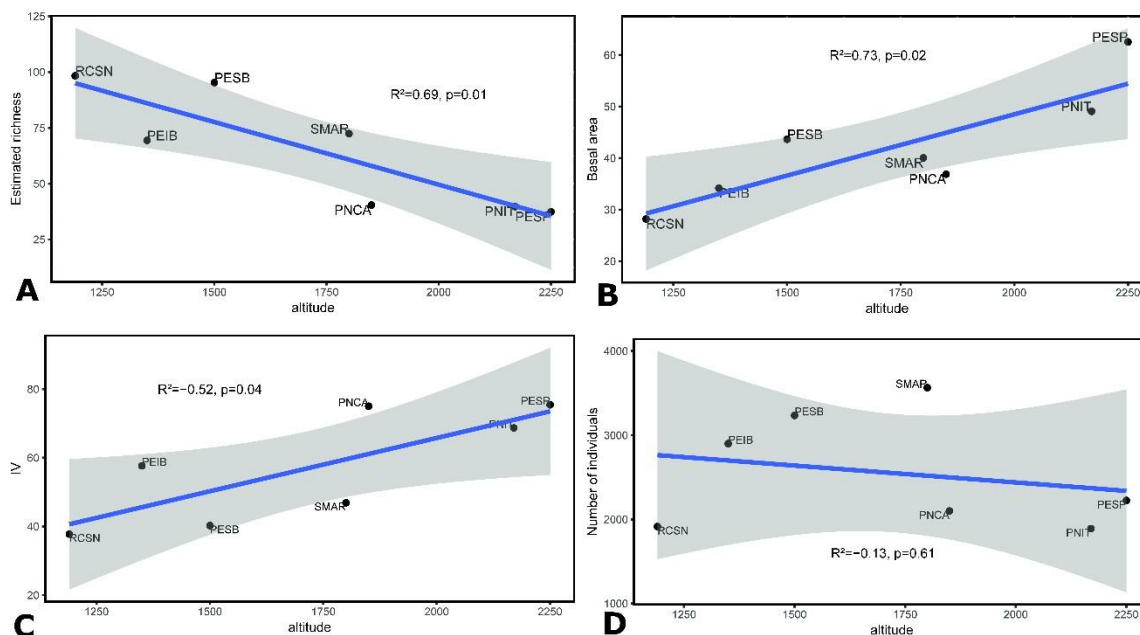 125
RCSN
PESB
R²=0.69, p=0.01
100
75
PEIB
SMAR
50
PNCA
PNIT
PESP
25
1250 1500 1750 2000 2250
altitude
Estimated richness
A
60
R²=0.73, p=0.02
PESP
50
PNIT
PESB
40
SMAR
PNCA
PEIB
30
RCSN
20
1250 1500 1750 2000 2250
altitude
Basal area
B
80
R²=−0.52, p=0.04
PNCA
PESP
PNIT
60
PEIB
SMAR
40
PESB
RCSN
20
1250 1500 1750 2000 2250
altitude
IV
C
4000
SMAR
PESB
3000
PEIB
PESP
2000
RCSN
PNCA
PNIT
R²=−0.13, p=0.61
1000
1250 1500 1750 2000 2250
altitude
Number of individuals
D